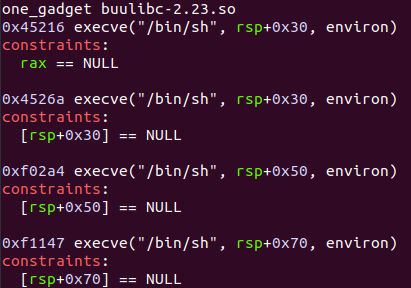 one_gadget buulibc-2.23.so
0x45216 execve("/bin/sh", rsp+0x30, environ)
constraints:
  rax == NULL

0x4526a execve("/bin/sh", rsp+0x30, environ)
constraints:
  [rsp+0x30] == NULL

0xf02a4 execve("/bin/sh", rsp+0x50, environ)
constraints:
  [rsp+0x50] == NULL

0xf1147 execve("/bin/sh", rsp+0x70, environ)
constraints:
  [rsp+0x70] == NULL